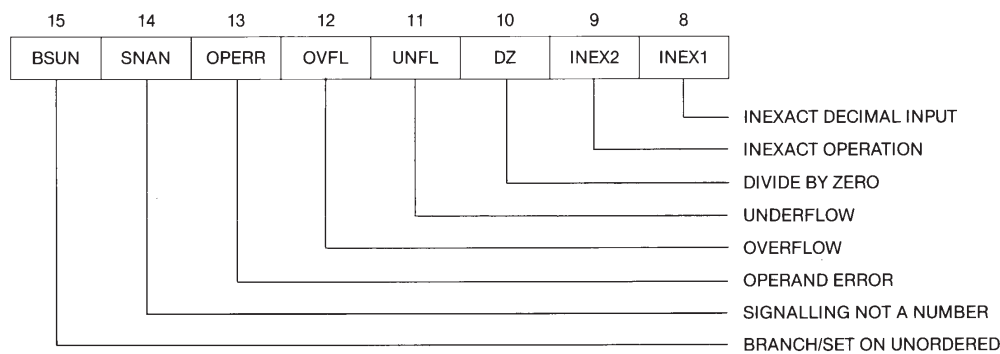 15 14 13 12 11 10 9 8
BSUN SNAN OPERR OVFL UNFL DZ INEX2 INEX1
INEXACT DECIMAL INPUT
INEXACT OPERATION
DIVIDE BY ZERO
UNDERFLOW
OVERFLOW
OPERAND ERROR
SIGNALLING NOT A NUMBER
BRANCH/SET ON UNORDERED